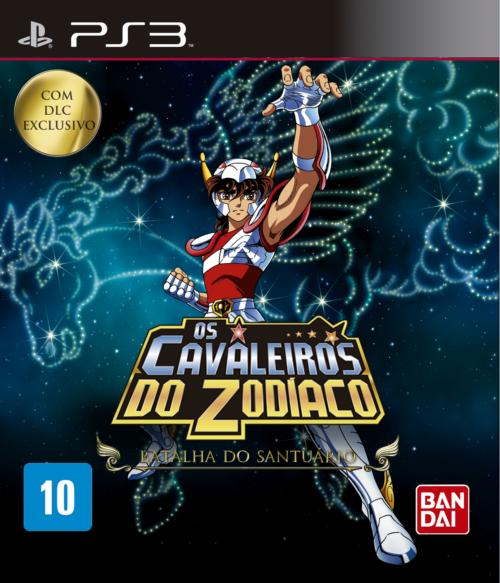 PS3
COM
DLC
EXCLUSIVO
OS
CAVALEIROS
DO ZODÍACO
BATALHA DO SANTUÁRIO
10
BAN
DAI